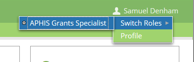 Samuel Denham
• APHIS Grants Specialist
Switch Roles ▸
Profile